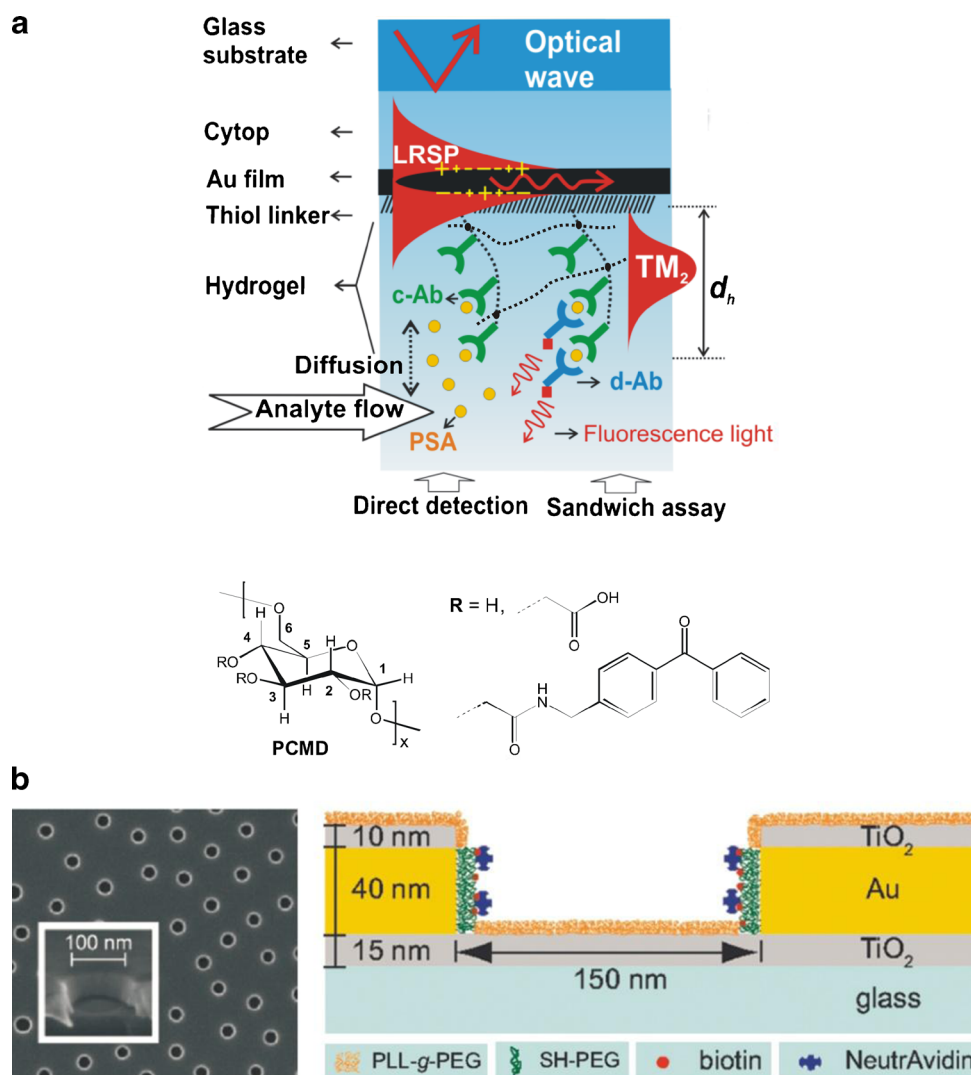 a
Glass
substrate
Optical
wave
Cytop
LRSP
Au film
Thiol linker
TM2
Hydrogel
dh
c-Ab
Diffusion
d-Ab
Analyte flow
PSA
Fluorescence light
Direct detection
Sandwich assay
R = H,
OH
O
H
O
6
4
5
H
O
RO
1
H
RO
H
2
OR
3
H
O
x
PCMD
O
H
N
O
b
10 nm
TiO2
40 nm
Au
100 nm
15 nm
TiO2
150 nm
glass
PLL-g-PEG
SH-PEG
biotin
NeutrAvidin